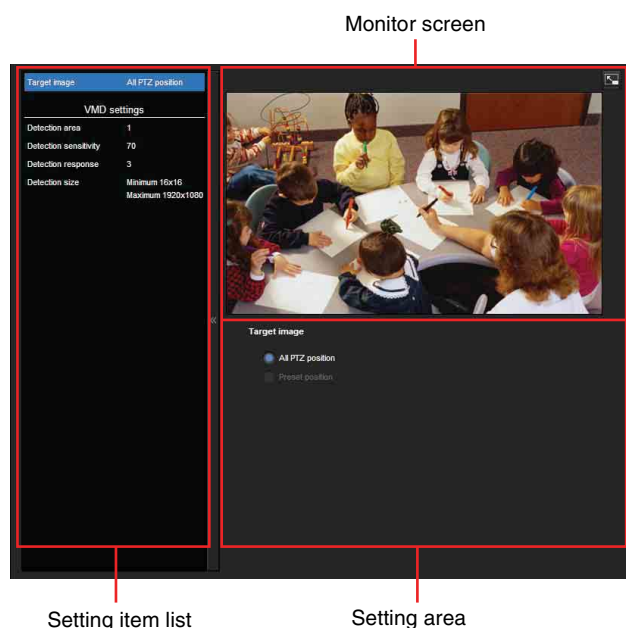 Monitor screen
Target image All PTZ position
VMD settings
Detection area 1
Detection sensitivity 70
Detection response 3
Detection size Minimum 16x16
Maximum 1920x1080
«
Target image
All PTZ position
Preset position
Setting item list
Setting area